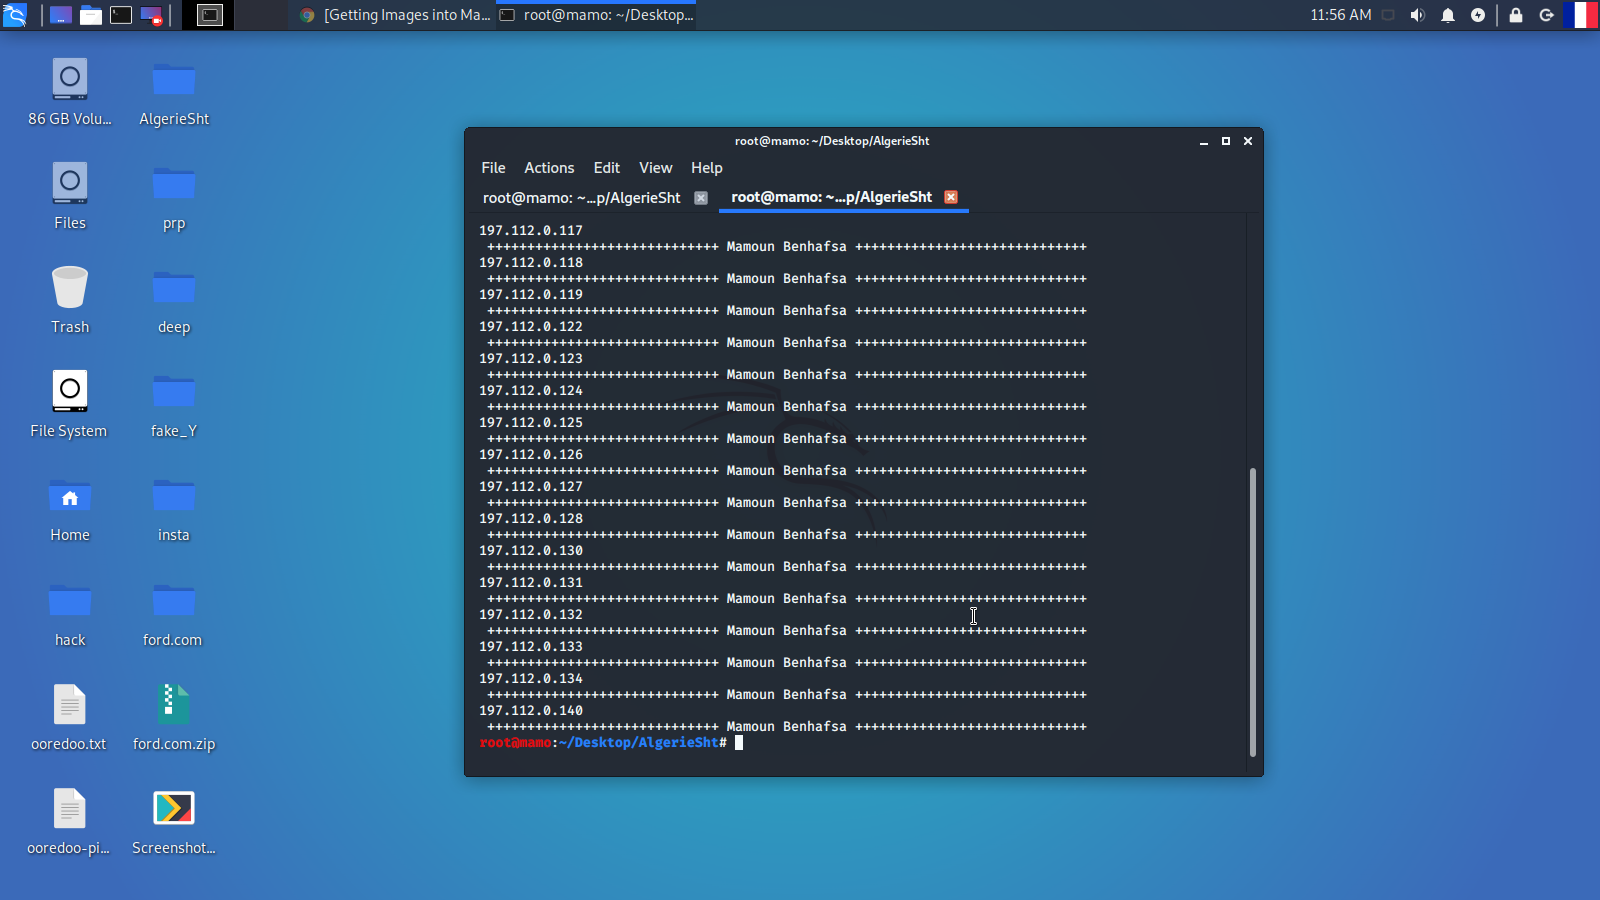 [Getting Images into Ma...
root@mamo: ~/Desktop...
11:56 AM
86 GB Volu...
AlgerieSht
Files
prp
Trash
deep
File System
fake_Y
Home
insta
hack
ford.com
ooredoo.txt
ford.com.zip
ooredoo-pi...
Screenshot...
root@mamo: ~/Desktop/AlgerieSht
File Actions Edit View Help
root@mamo: ~...p/AlgerieSht
root@mamo: ~...p/AlgerieSht
197.112.0.117
+++++++++++++++++++++++++++++ Mamoun Benhafsa +++++++++++++++++++++++++++++
197.112.0.118
+++++++++++++++++++++++++++++ Mamoun Benhafsa +++++++++++++++++++++++++++++
197.112.0.119
+++++++++++++++++++++++++++++ Mamoun Benhafsa +++++++++++++++++++++++++++++
197.112.0.122
+++++++++++++++++++++++++++++ Mamoun Benhafsa +++++++++++++++++++++++++++++
197.112.0.123
+++++++++++++++++++++++++++++ Mamoun Benhafsa +++++++++++++++++++++++++++++
197.112.0.124
+++++++++++++++++++++++++++++ Mamoun Benhafsa +++++++++++++++++++++++++++++
197.112.0.125
+++++++++++++++++++++++++++++ Mamoun Benhafsa +++++++++++++++++++++++++++++
197.112.0.126
+++++++++++++++++++++++++++++ Mamoun Benhafsa +++++++++++++++++++++++++++++
197.112.0.127
+++++++++++++++++++++++++++++ Mamoun Benhafsa +++++++++++++++++++++++++++++
197.112.0.128
+++++++++++++++++++++++++++++ Mamoun Benhafsa +++++++++++++++++++++++++++++
197.112.0.130
+++++++++++++++++++++++++++++ Mamoun Benhafsa +++++++++++++++++++++++++++++
197.112.0.131
+++++++++++++++++++++++++++++ Mamoun Benhafsa +++++++++++++++++++++++++++++
197.112.0.132
+++++++++++++++++++++++++++++ Mamoun Benhafsa +++++++++++++++++++++++++++++
197.112.0.133
+++++++++++++++++++++++++++++ Mamoun Benhafsa +++++++++++++++++++++++++++++
197.112.0.134
+++++++++++++++++++++++++++++ Mamoun Benhafsa +++++++++++++++++++++++++++++
197.112.0.140
+++++++++++++++++++++++++++++ Mamoun Benhafsa +++++++++++++++++++++++++++++
root@mamo:~/Desktop/AlgerieSht#